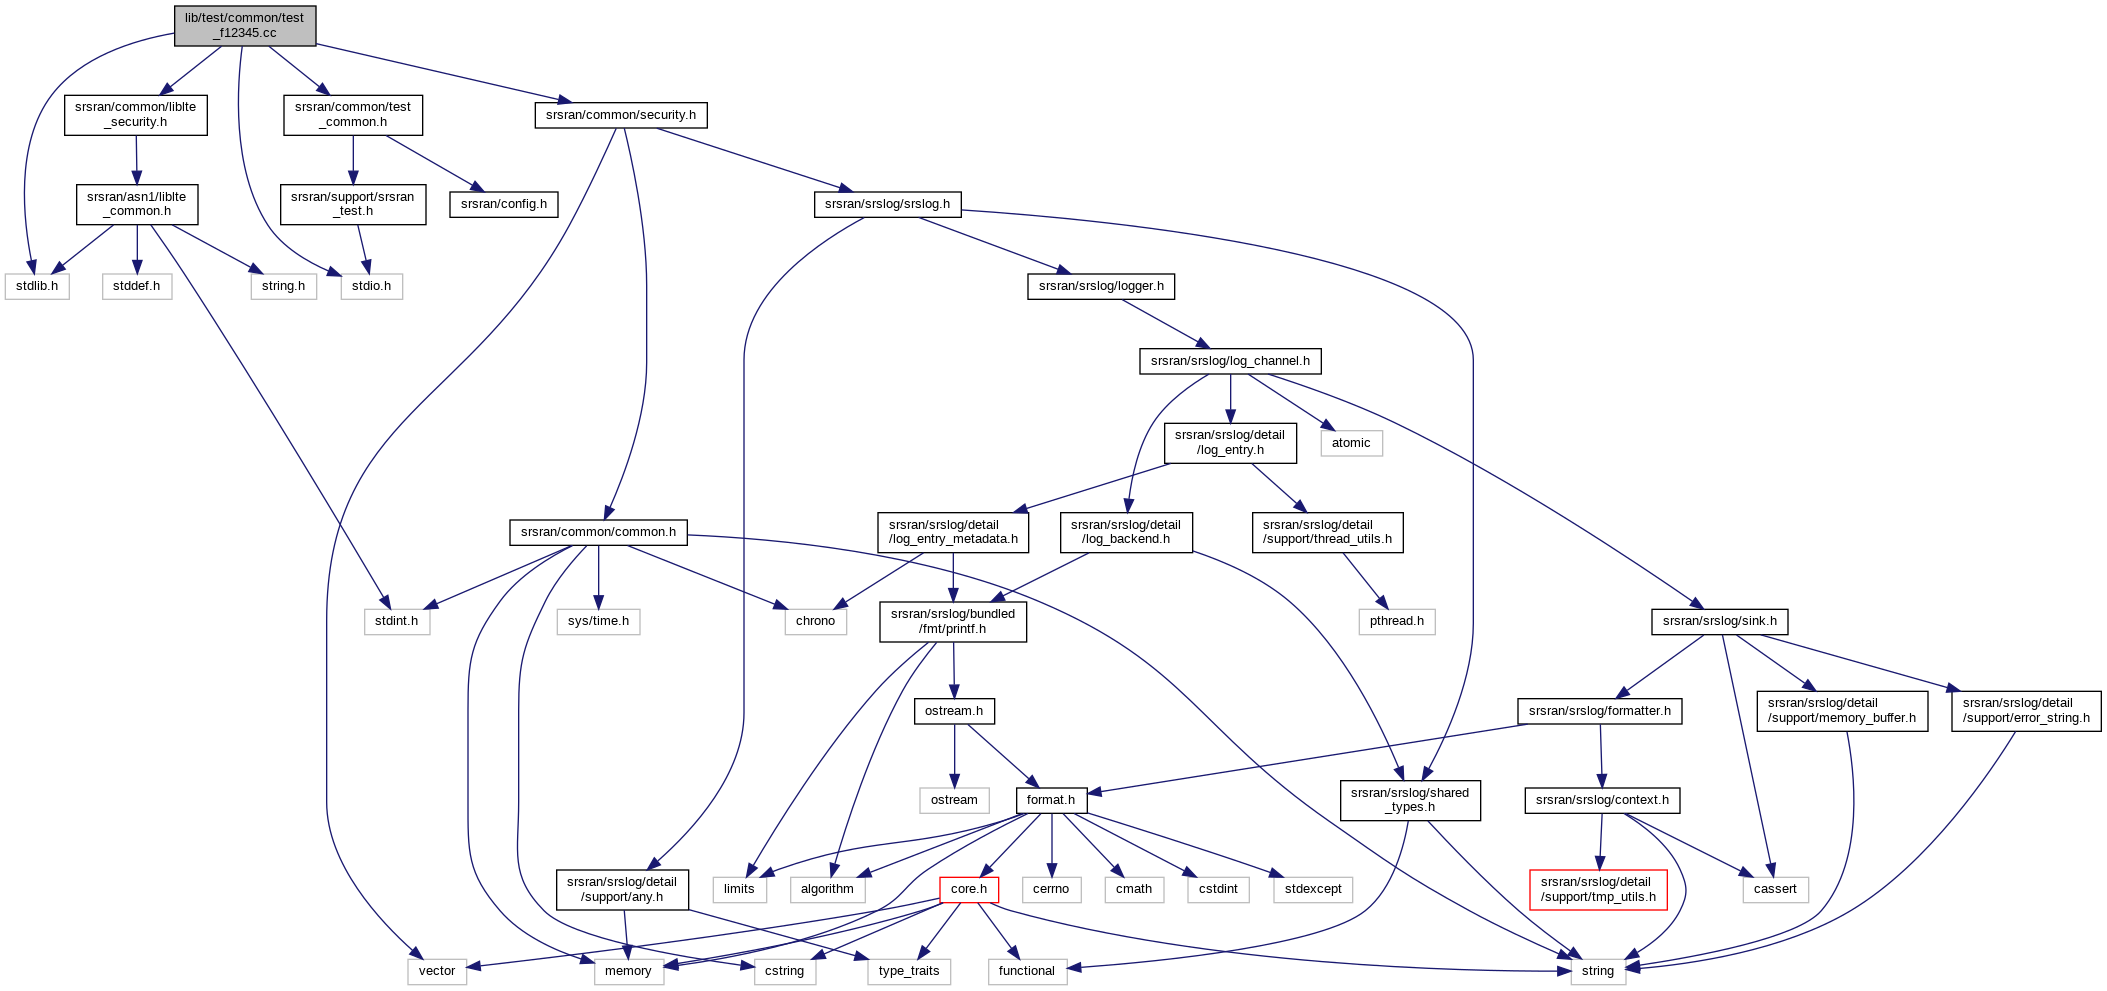 lib/test/common/test
_f12345.cc
srsran/common/liblte
_security.h
srsran/common/test
_common.h
srsran/common/security.h
srsran/asn1/liblte
_common.h
srsran/support/srsran
_test.h
srsran/config.h
srsran/srslog/srslog.h
stdlib.h
stddef.h
string.h
stdio.h
srsran/srslog/logger.h
srsran/srslog/log_channel.h
srsran/srslog/detail
/log_entry.h
atomic
srsran/common/common.h
srsran/srslog/detail
/log_entry_metadata.h
srsran/srslog/detail
/log_backend.h
srsran/srslog/detail
/support/thread_utils.h
stdint.h
sys/time.h
chrono
srsran/srslog/bundled
/fmt/printf.h
pthread.h
srsran/srslog/sink.h
ostream.h
srsran/srslog/formatter.h
srsran/srslog/detail
/support/memory_buffer.h
srsran/srslog/detail
/support/error_string.h
ostream
format.h
srsran/srslog/shared
_types.h
srsran/srslog/context.h
srsran/srslog/detail
/support/any.h
limits
algorithm
core.h
cerrno
cmath
cstdint
stdexcept
srsran/srslog/detail
/support/tmp_utils.h
cassert
vector
memory
cstring
type_traits
functional
string